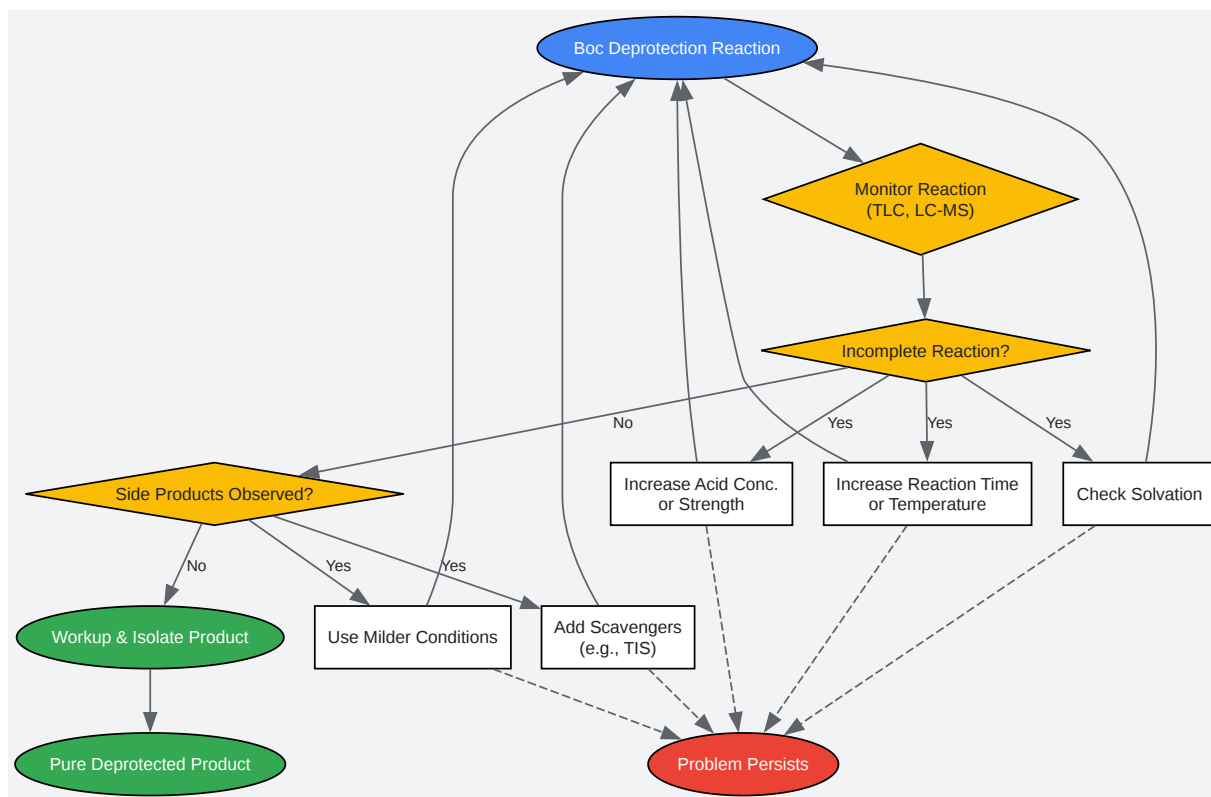 Boc Deprotection Reaction
Monitor Reaction
(TLC, LC-MS)
Incomplete Reaction?
No
Yes
Yes
Yes
Side Products Observed?
Increase Acid Conc.
or Strength
Increase Reaction Time
or Temperature
Check Solvation
No
Yes
Yes
Workup & Isolate Product
Use Milder Conditions
Add Scavengers
(e.g., TIS)
Pure Deprotected Product
Problem Persists